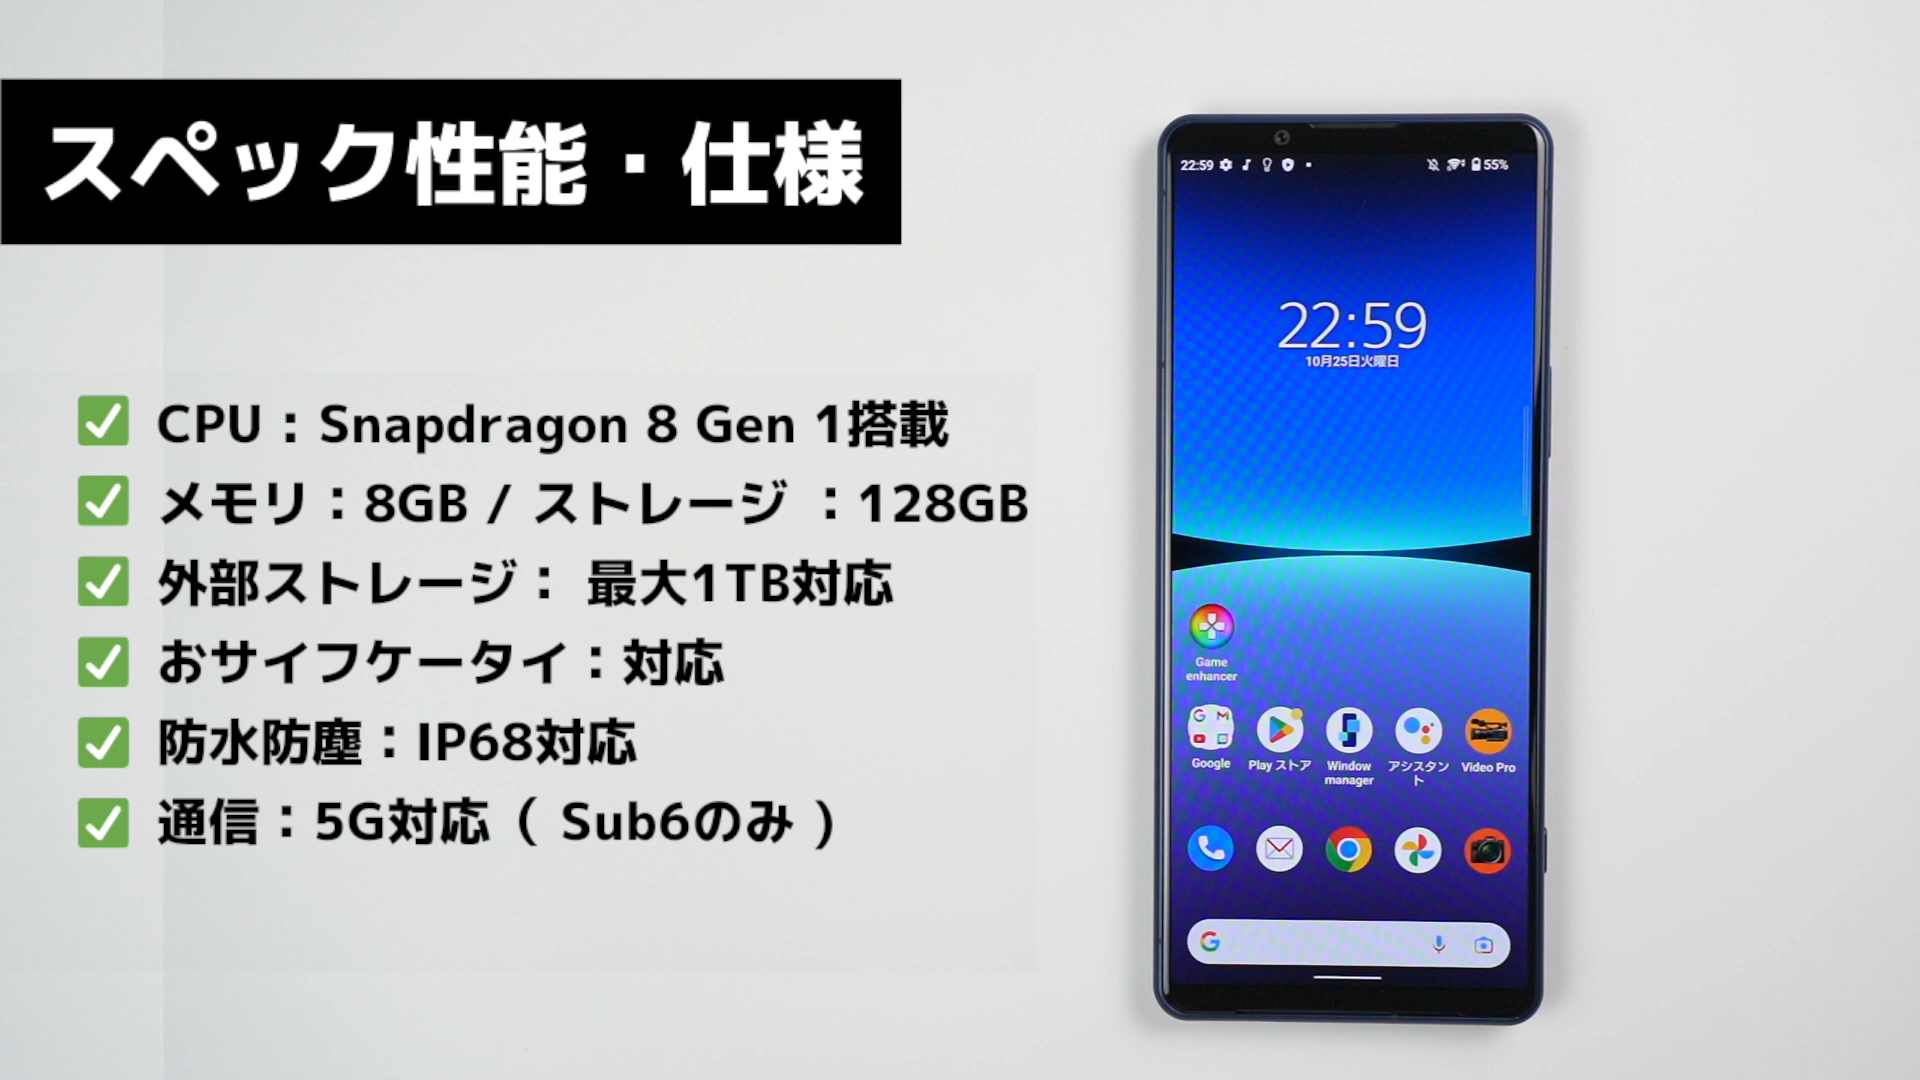 スペック性能・仕様
CPU：Snapdragon 8 Gen 1搭載
メモリ：8GB / ストレージ ：128GB
外部ストレージ： 最大1TB対応
おサイフケータイ：対応
防水防塵：IP68対応
通信：5G対応（ Sub6のみ ）
22:59
55%
22:59
10月25日火曜日
Game
enhancer
Google
Play ストア
Window
manager
アシスタン
ト
Video Pro